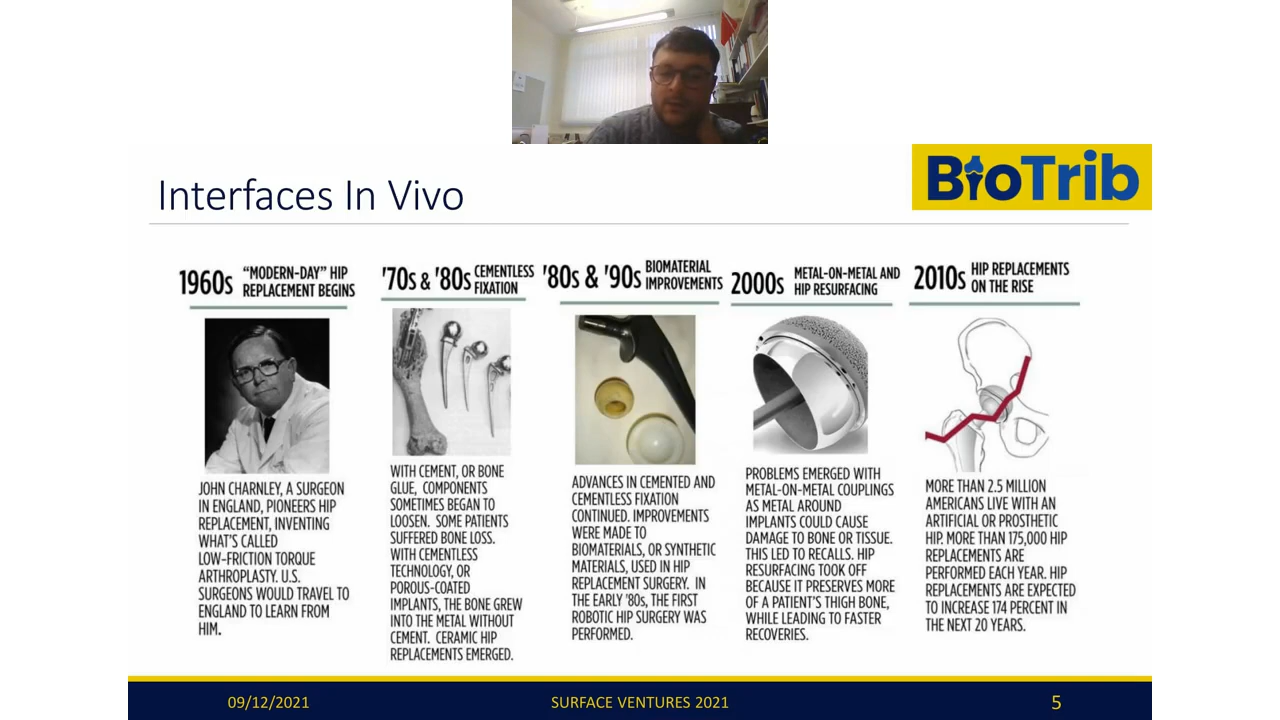 BioTrib
Interfaces In Vivo
1960s "MODERN-DAY" HIP
REPLACEMENT BEGINS
JOHN CHARNLEY, A SURGEON
IN ENGLAND, PIONEERS HIP
REPLACEMENT, INVENTING
WHAT'S CALLED
LOW-FRICTION TORQUE
ARTHROPLASTY. U.S.
SURGEONS WOULD TRAVEL TO
ENGLAND TO LEARN FROM
HIM.
'70s & '80s CEMENTLESS
FIXATION
WITH CEMENT, OR BONE
GLUE, COMPONENTS
SOMETIMES BEGAN TO
LOOSEN. SOME PATIENTS
SUFFERED BONE LOSS.
WITH CEMENTLESS
TECHNOLOGY, OR
POROUS-COATED
IMPLANTS, THE BONE GREW
INTO THE METAL WITHOUT
CEMENT. CERAMIC HIP
REPLACEMENTS EMERGED.
'80s & '90s BIOMATERIAL
IMPROVEMENTS
ADVANCES IN CEMENTED AND
CEMENTLESS FIXATION
CONTINUED. IMPROVEMENTS
WERE MADE TO
BIOMATERIALS, OR SYNTHETIC
MATERIALS, USED IN HIP
REPLACEMENT SURGERY. IN
THE EARLY '80s, THE FIRST
ROBOTIC HIP SURGERY WAS
PERFORMED.
2000s METAL-ON-METAL AND
HIP RESURFACING
PROBLEMS EMERGED WITH
METAL-ON-METAL COUPLINGS
AS METAL AROUND
IMPLANTS COULD CAUSE
DAMAGE TO BONE OR TISSUE.
THIS LED TO RECALLS. HIP
RESURFACING TOOK OFF
BECAUSE IT PRESERVES MORE
OF A PATIENT'S THIGH BONE,
WHILE LEADING TO FASTER
RECOVERIES.
2010s HIP REPLACEMENTS
ON THE RISE
MORE THAN 2.5 MILLION
AMERICANS LIVE WITH AN
ARTIFICIAL OR PROSTHETIC
HIP. MORE THAN 175,000 HIP
REPLACEMENTS ARE
PERFORMED EACH YEAR. HIP
REPLACEMENTS ARE EXPECTED
TO INCREASE 174 PERCENT IN
THE NEXT 20 YEARS.
09/12/2021
SURFACE VENTURES 2021
5